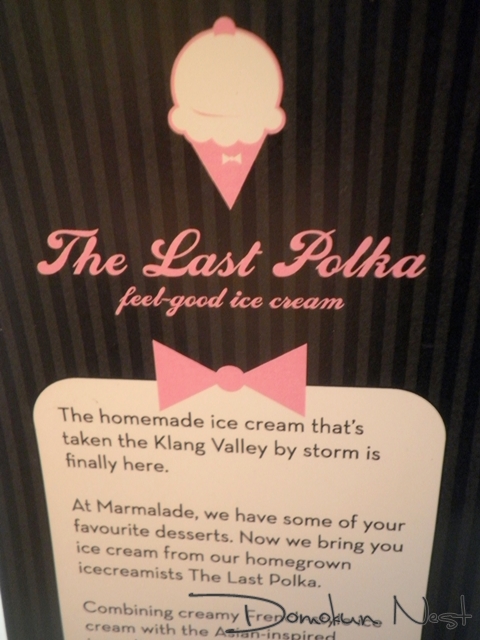 The Last Polka
feel-good ice cream
The homemade ice cream that's
taken the Klang Valley by storm is
finally here.
At Marmalade, we have some of your
favourite desserts. Now we bring you
ice cream from our homegrown
icecreamists The Last Polka.
Combining creamy
cream with the Asian-inspired
Nest